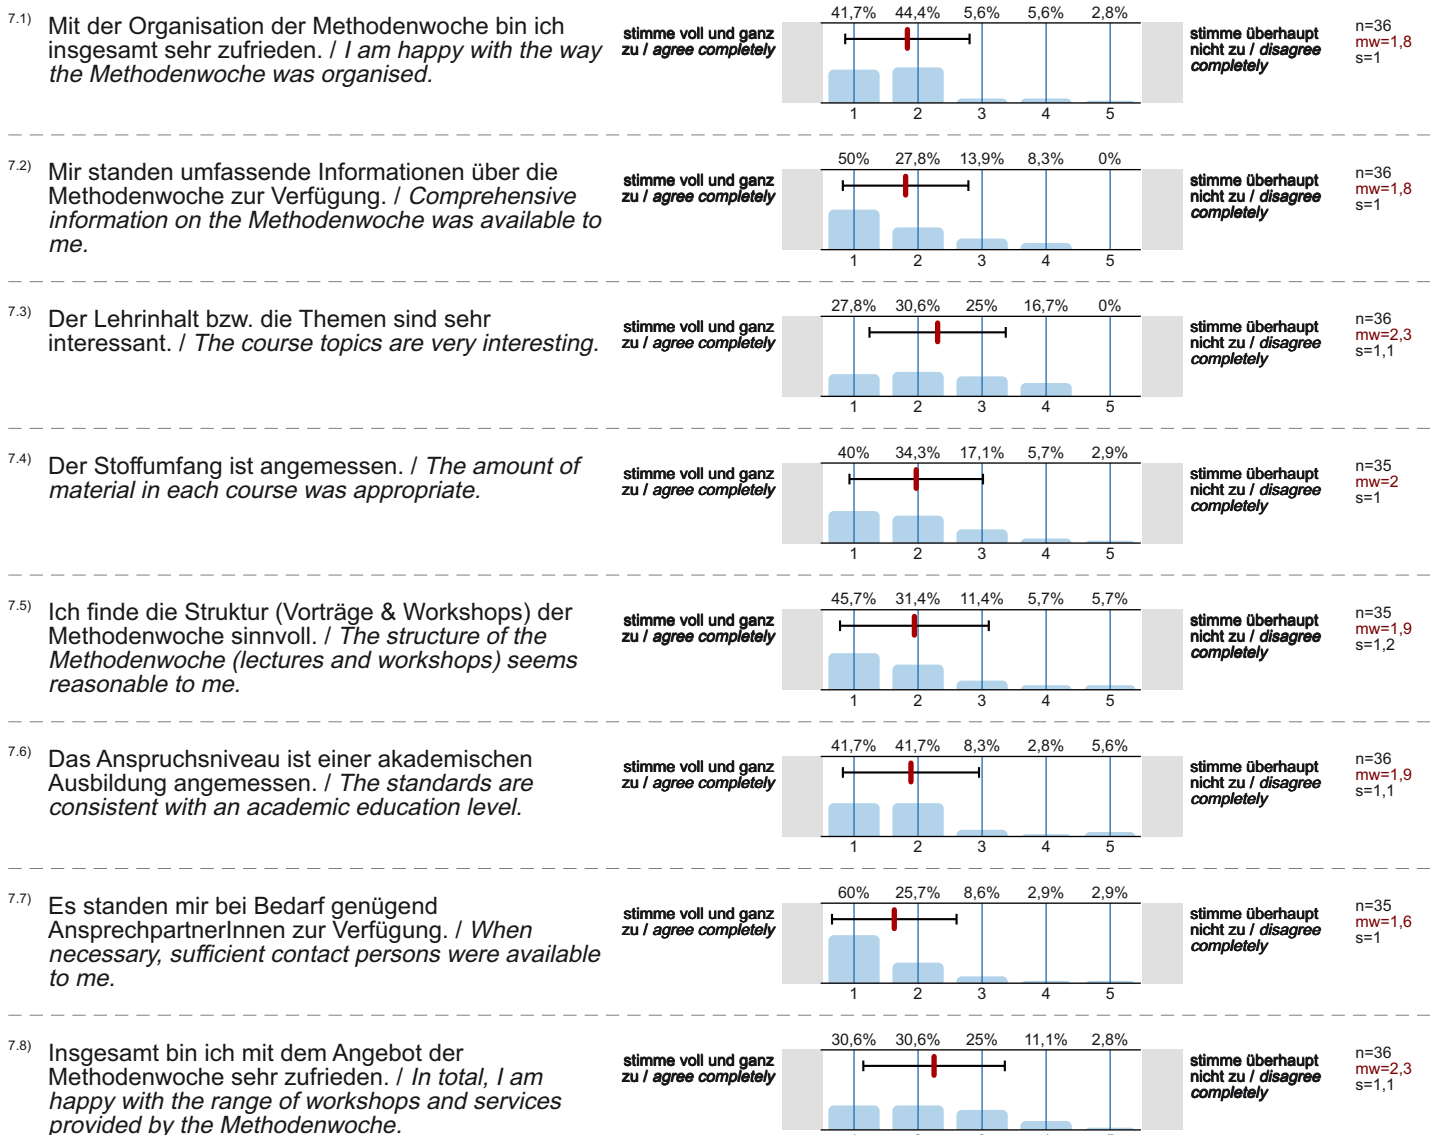 7.1) Mit der Organisation der Methodenwoche bin ich
insgesamt sehr zufrieden. / I am happy with the way
the Methodenwoche was organised.
stimme voll und ganz
zu / agree completely
41,7% 44,4% 5,6% 5,6% 2,8%
1 2 3 4 5
stimme überhaupt
nicht zu / disagree
completely
n=36
mw=1,8
s=1
7.2) Mir standen umfassende Informationen über die
Methodenwoche zur Verfügung. / Comprehensive
information on the Methodenwoche was available to
me.
stimme voll und ganz
zu / agree completely
50% 27,8% 13,9% 8,3% 0%
1 2 3 4 5
stimme überhaupt
nicht zu / disagree
completely
n=36
mw=1,8
s=1
7.3) Der Lehrinhalt bzw. die Themen sind sehr
interessant. / The course topics are very interesting.
stimme voll und ganz
zu / agree completely
27,8% 30,6% 25% 16,7% 0%
1 2 3 4 5
stimme überhaupt
nicht zu / disagree
completely
n=36
mw=2,3
s=1,1
7.4) Der Stoffumfang ist angemessen. / The amount of
material in each course was appropriate.
stimme voll und ganz
zu / agree completely
40% 34,3% 17,1% 5,7% 2,9%
1 2 3 4 5
stimme überhaupt
nicht zu / disagree
completely
n=35
mw=2
s=1
7.5) Ich finde die Struktur (Vorträge & Workshops) der
Methodenwoche sinnvoll. / The structure of the
Methodenwoche (lectures and workshops) seems
reasonable to me.
stimme voll und ganz
zu / agree completely
45,7% 31,4% 11,4% 5,7% 5,7%
1 2 3 4 5
stimme überhaupt
nicht zu / disagree
completely
n=35
mw=1,9
s=1,2
7.6) Das Anspruchsniveau ist einer akademischen
Ausbildung angemessen. / The standards are
consistent with an academic education level.
stimme voll und ganz
zu / agree completely
41,7% 41,7% 8,3% 2,8% 5,6%
1 2 3 4 5
stimme überhaupt
nicht zu / disagree
completely
n=36
mw=1,9
s=1,1
7.7) Es standen mir bei Bedarf genügend
AnsprechpartnerInnen zur Verfügung. / When
necessary, sufficient contact persons were available
to me.
stimme voll und ganz
zu / agree completely
60% 25,7% 8,6% 2,9% 2,9%
1 2 3 4 5
stimme überhaupt
nicht zu / disagree
completely
n=35
mw=1,6
s=1
7.8) Insgesamt bin ich mit dem Angebot der
Methodenwoche sehr zufrieden. / In total, I am
happy with the range of workshops and services
provided by the Methodenwoche.
stimme voll und ganz
zu / agree completely
30,6% 30,6% 25% 11,1% 2,8%
stimme überhaupt
nicht zu / disagree
completely
n=36
mw=2,3
s=1,1